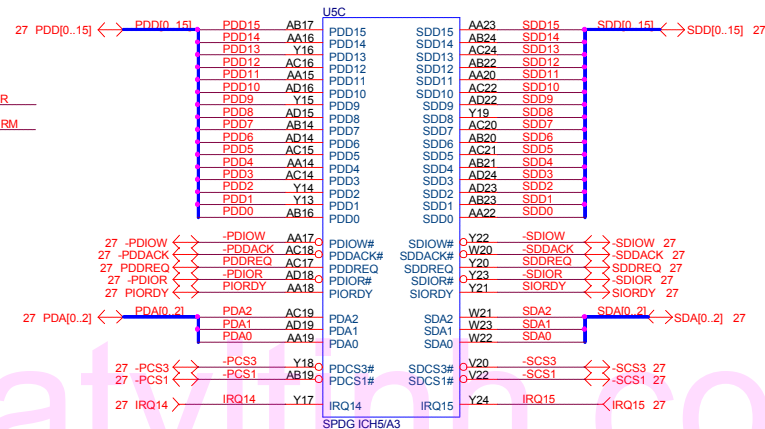 U5C
27 PDD[0..15] PDD[0..15] PDD15 AB17 PDD15 SDD15 AA23 SDD15 SDD[0..15] SDD[0..15] 27
PDD14 AA16 PDD14 SDD14 AB24 SDD14
PDD13 Y16 PDD13 SDD13 AC24 SDD13
PDD12 AC16 PDD12 SDD12 AB22 SDD12
PDD11 AA15 PDD11 SDD11 AA20 SDD11
PDD10 AD16 PDD10 SDD10 AC22 SDD10
R PDD9 Y15 PDD9 SDD9 AD22 SDD9
PDD8 AD15 PDD8 SDD8 Y19 SDD8
RM PDD7 AB14 PDD7 SDD7 AC20 SDD7
PDD6 AD14 PDD6 SDD6 AB20 SDD6
PDD5 AC15 PDD5 SDD5 AC21 SDD5
PDD4 AA14 PDD4 SDD4 AB21 SDD4
PDD3 AC14 PDD3 SDD3 AD24 SDD3
PDD2 Y14 PDD2 SDD2 AD23 SDD2
PDD1 Y13 PDD1 SDD1 AB23 SDD1
PDD0 AB16 PDD0 SDD0 AA22 SDD0
27 -PDIOW -PDIOW AA17 PDIOW# SDIOW# Y22 -SDIOW -SDIOW 27
27 -PDDACK -PDDACK AC18 PDDACK# SDDACK# W20 -SDDACK -SDDACK 27
27 PDDREQ PDDREQ AC17 PDDREQ SDDREQ Y20 SDDREQ SDDREQ 27
27 -PDIOR -PDIOR AD18 PDIOR# SDIOR# Y23 -SDIOR -SDIOR 27
27 PIORDY PIORDY AA18 PIORDY SIORDY Y21 SIORDY SIORDY 27
27 PDA[0..2] PDA[0..2] PDA2 AC19 PDA2 SDA2 W21 SDA2 SDA[0..2] SDA[0..2] 27
PDA1 AD19 PDA1 SDA1 W23 SDA1
PDA0 AA19 PDA0 SDA0 W22 SDA0
27 -PCS3 -PCS3 Y18 PDCS3# SDCS3# V20 -SCS3 -SCS3 27
27 -PCS1 -PCS1 AB19 PDCS1# SDCS1# V22 -SCS1 -SCS1 27
27 IRQ14 IRQ14 Y17 IRQ14 IRQ15 Y24 IRQ15 IRQ15 27
SPDG ICH5/A3